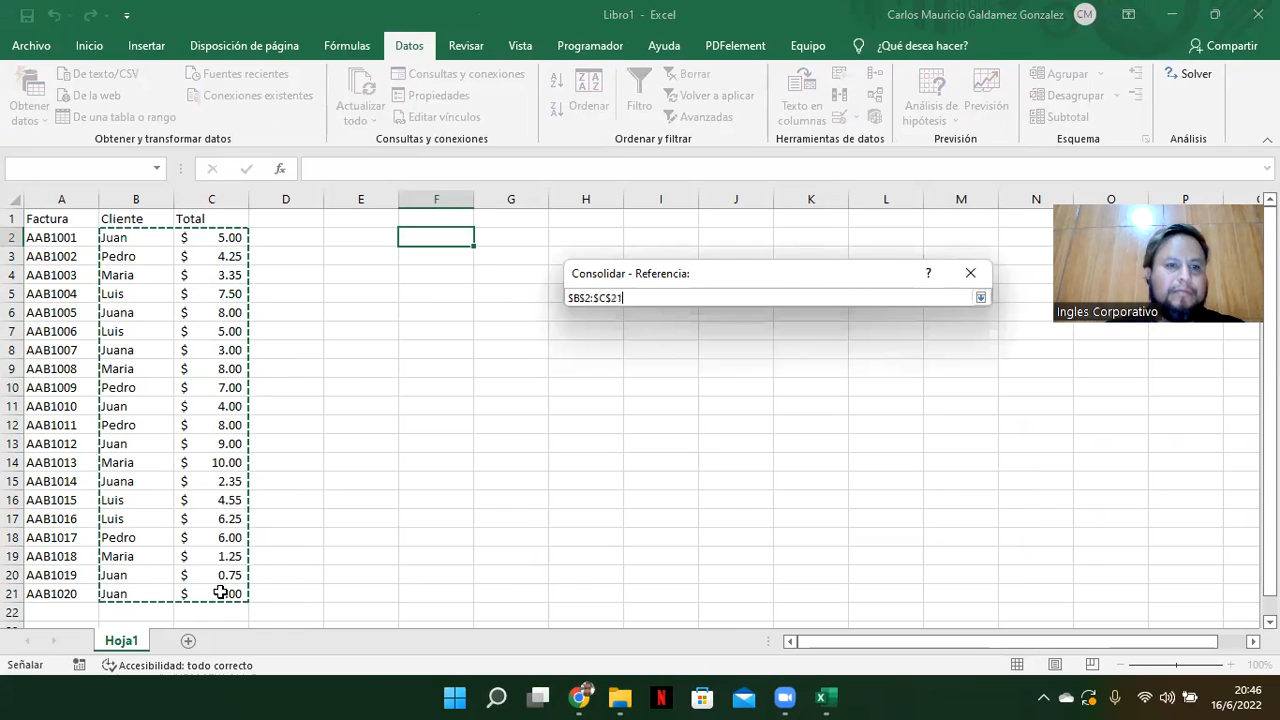 Libro1 - Excel
Carlos Mauricio Galdamez Gonzalez CM
Archivo Inicio Insertar Disposición de página Fórmulas Datos Revisar Vista Programador Ayuda PDFelement Equipo ¿Qué desea hacer? Compartir
De texto/CSV Fuentes recientes Consultas y conexiones Borrar Agrupar Solver
De la web Conexiones existentes Propiedades Volver a aplicar Desagrupar
De una tabla o rango Editar vínculos Avanzadas Subtotal
Obtener datos Actualizar todo Ordenar Filtro Texto en columnas Análisis de hipótesis Previsión
Obtener y transformar datos Consultas y conexiones Ordenar y filtrar Herramientas de datos Previsión Esquema Análisis
fx
A B C D E F G H I J K L M N O P
1 Factura Cliente Total
2 AAB1001 Juan $ 5.00
3 AAB1002 Pedro $ 4.25
4 AAB1003 Maria $ 3.35
5 AAB1004 Luis $ 7.50
6 AAB1005 Juana $ 8.00
7 AAB1006 Luis $ 5.00
8 AAB1007 Juana $ 3.00
9 AAB1008 Maria $ 8.00
10 AAB1009 Pedro $ 7.00
11 AAB1010 Juan $ 4.00
12 AAB1011 Pedro $ 8.00
13 AAB1012 Juan $ 9.00
14 AAB1013 Maria $ 10.00
15 AAB1014 Juana $ 2.35
16 AAB1015 Luis $ 4.55
17 AAB1016 Luis $ 6.25
18 AAB1017 Pedro $ 6.00
19 AAB1018 Maria $ 1.25
20 AAB1019 Juan $ 0.75
21 AAB1020 Juan $
22
Consolidar - Referencia: ?
$B$2:$C$21
Ingles Corporativo
Hoja1
Señalar Accesibilidad: todo correcto 100%
20:46
16/6/2022